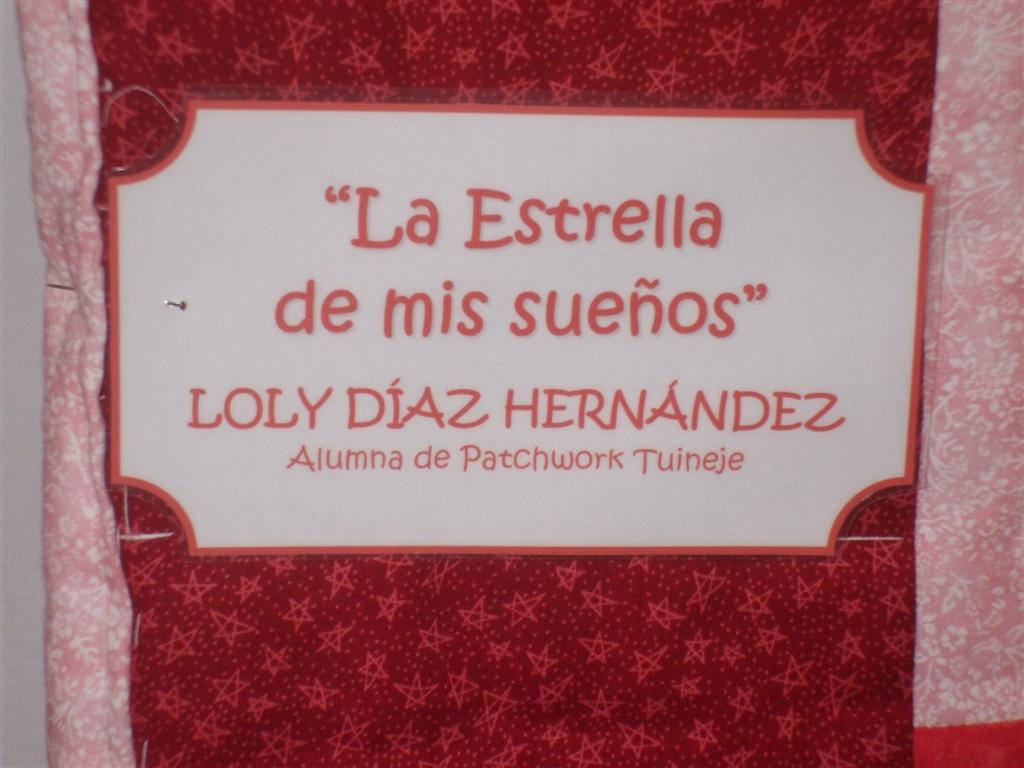 “La Estrella
de mis sueños”
LOLY DÍAZ HERNÁNDEZ
Alumna de Patchwork Tuineje